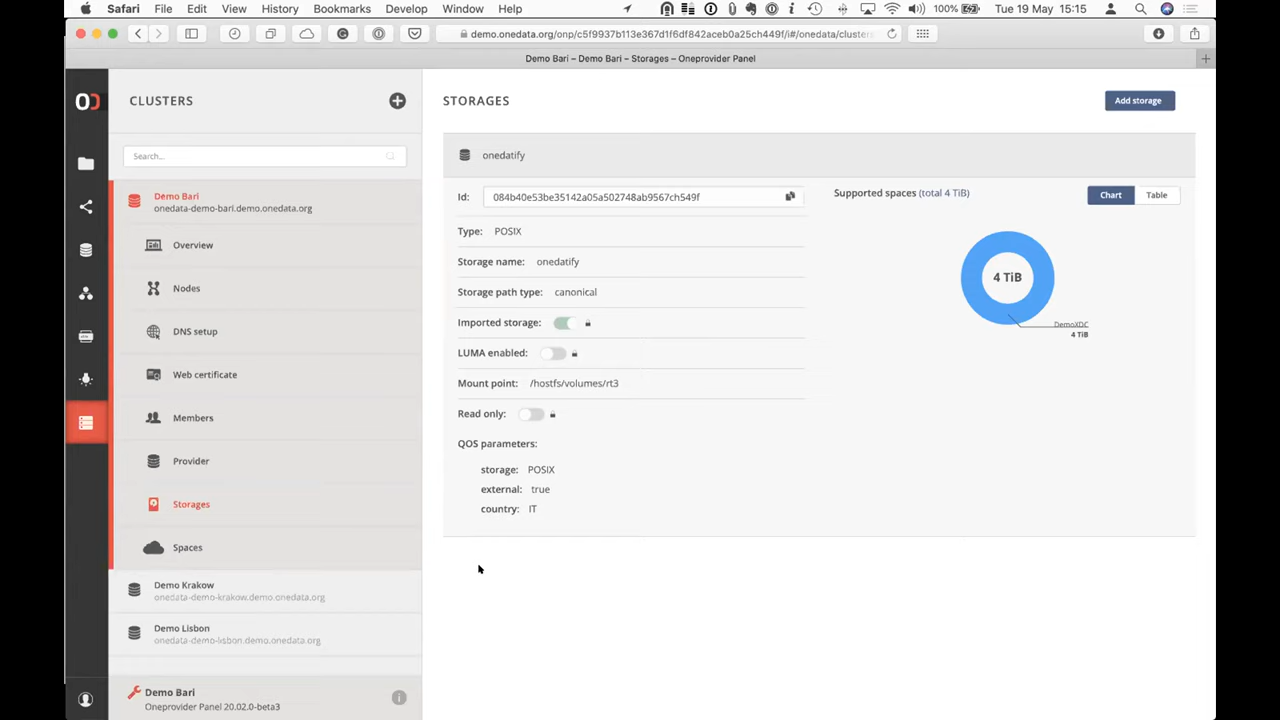 Safari File Edit View History Bookmarks Develop Window Help 100% Tue 19 May 15:15
demo.onedata.org/onp/c5f9937b113e367d1f6df842aceb0a25ch449f/i#/onedata/cluster
Demo Bari – Demo Bari – Storages – Oneprovider Panel
CLUSTERS
Search...
Demo Bari
onedata-demo-bari.demo.onedata.org
Overview
Nodes
DNS setup
Web certificate
Members
Provider
Storages
Spaces
Demo Krakow
onedata-demo-krakow.demo.onedata.org
Demo Lisbon
onedata-demo-lisbon.demo.onedata.org
Demo Bari
Oneprovider Panel 20.02.0-beta3
STORAGES
Add storage
onedatify
Id: 084b40e53be35142a05a502748ab9567ch549f
Type: POSIX
Storage name: onedatify
Storage path type: canonical
Imported storage:
LUMA enabled:
Mount point: /hostfs/volumes/rt3
Read only:
QOS parameters:
storage: POSIX
external: true
country: IT
Supported spaces (total 4 TiB)
Chart Table
4 TiB
DemoXDC
4 TiB